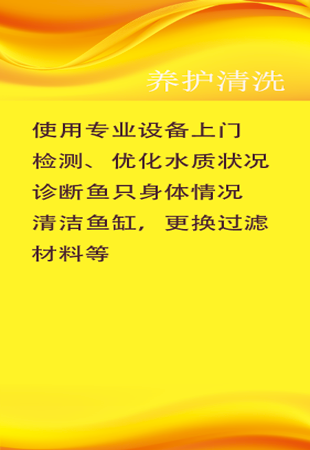 养护清洗
使用专业设备上门
检测、优化水质状况
诊断鱼只身体情况
清洁鱼缸，更换过滤
材料等